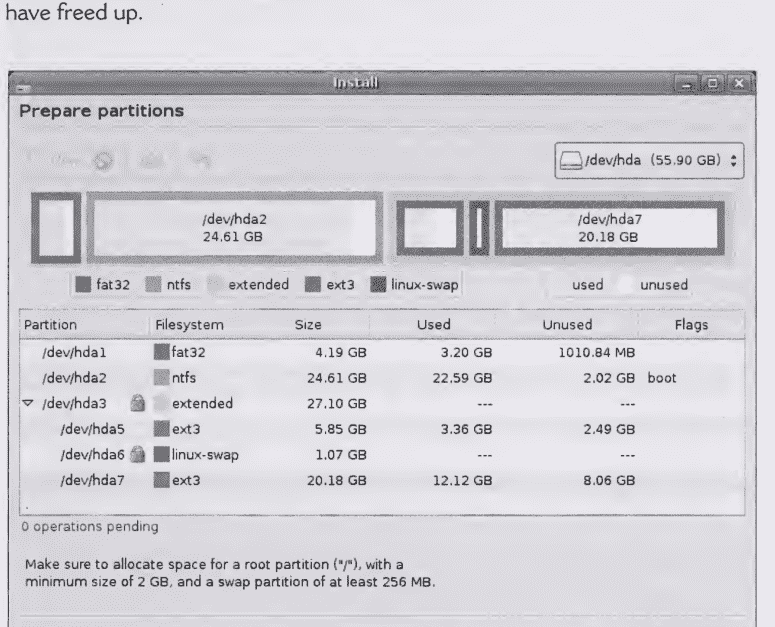 have freed up.
Install
Prepare partitions
/dev/hda (55.90 GB)
/dev/hda2
24.61 GB
/dev/hda7
20.18 GB
fat32 ntfs extended ext3 linux-swap used unused
Partition Filesystem Size Used Unused Flags
/dev/hda1 fat32 4.19 GB 3.20 GB 1010.84 MB
/dev/hda2 ntfs 24.61 GB 22.59 GB 2.02 GB boot
/dev/hda3 extended 27.10 GB --- ---
/dev/hda5 ext3 5.85 GB 3.36 GB 2.49 GB
/dev/hda6 linux-swap 1.07 GB --- ---
/dev/hda7 ext3 20.18 GB 12.12 GB 8.06 GB
0 operations pending
Make sure to allocate space for a root partition ("/"), with a
minimum size of 2 GB, and a swap partition of at least 256 MB.